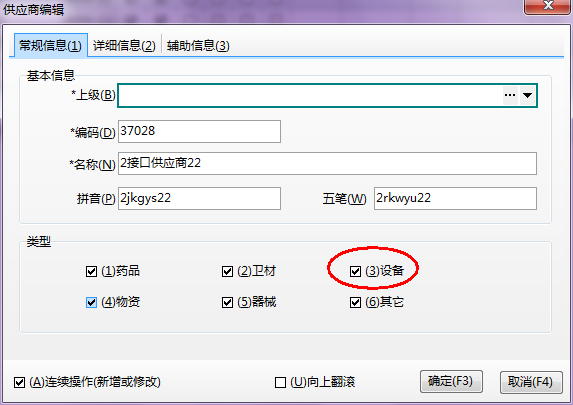 供应商编辑
常规信息(1) 详细信息(2) 辅助信息(3)
基本信息
*上级(B)
*编码(D) 37028
*名称(N) 2接口供应商22
拼音(P) 2jkgys22 五笔(W) 2rkwyu22
类型
(1)药品 (2)卫材 (3)设备
(4)物资 (5)器械 (6)其它
(A)连续操作(新增或修改) (U)向上翻滚 确定(F3) 取消(F4)